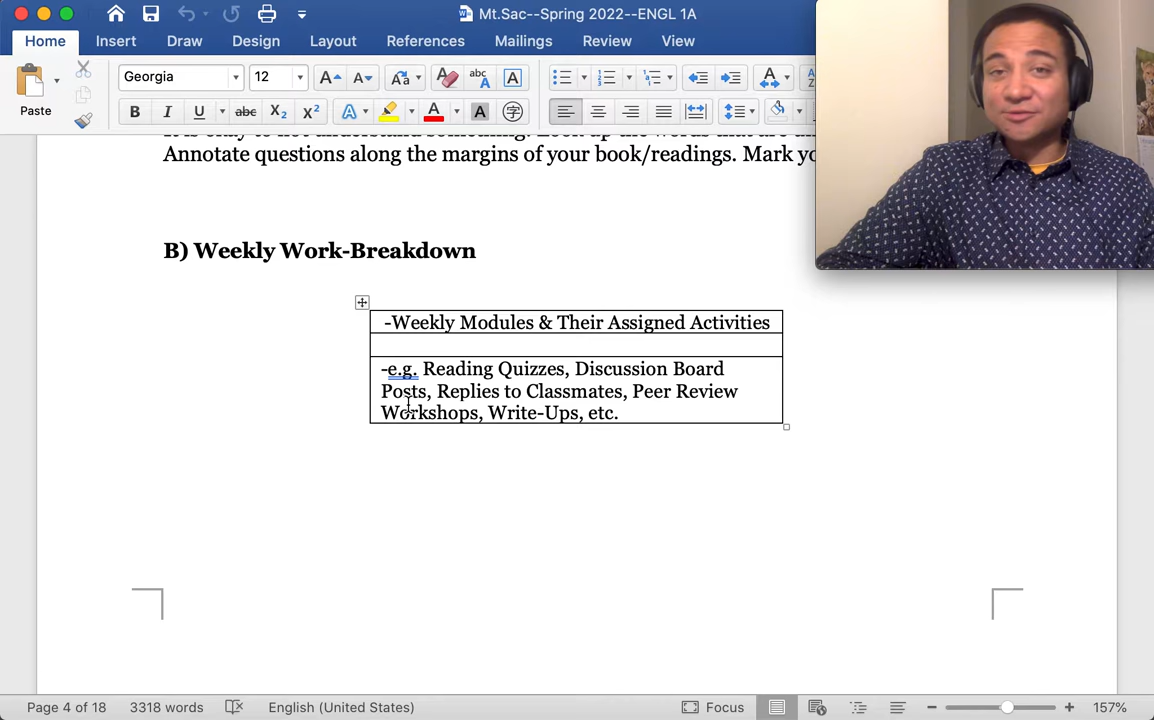 Mt.Sac--Spring 2022--ENGL 1A
Home Insert Draw Design Layout References Mailings Review View
Paste Georgia 12
Annotate questions along the margins of your book/readings. Mark
B) Weekly Work-Breakdown
-Weekly Modules & Their Assigned Activities
-e.g. Reading Quizzes, Discussion Board
Posts, Replies to Classmates, Peer Review
Workshops, Write-Ups, etc.
Page 4 of 18 3318 words English (United States) Focus 157%